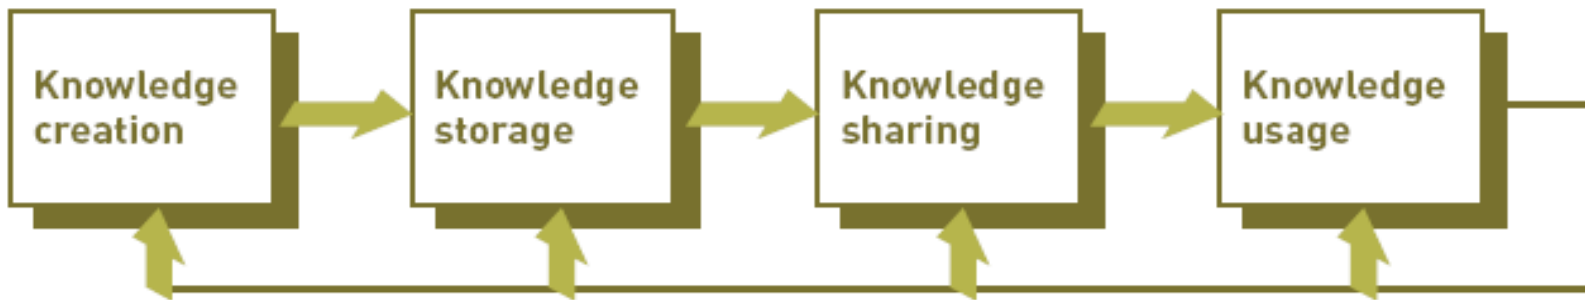 Knowledge
creation
Knowledge
storage
Knowledge
sharing
Knowledge
usage